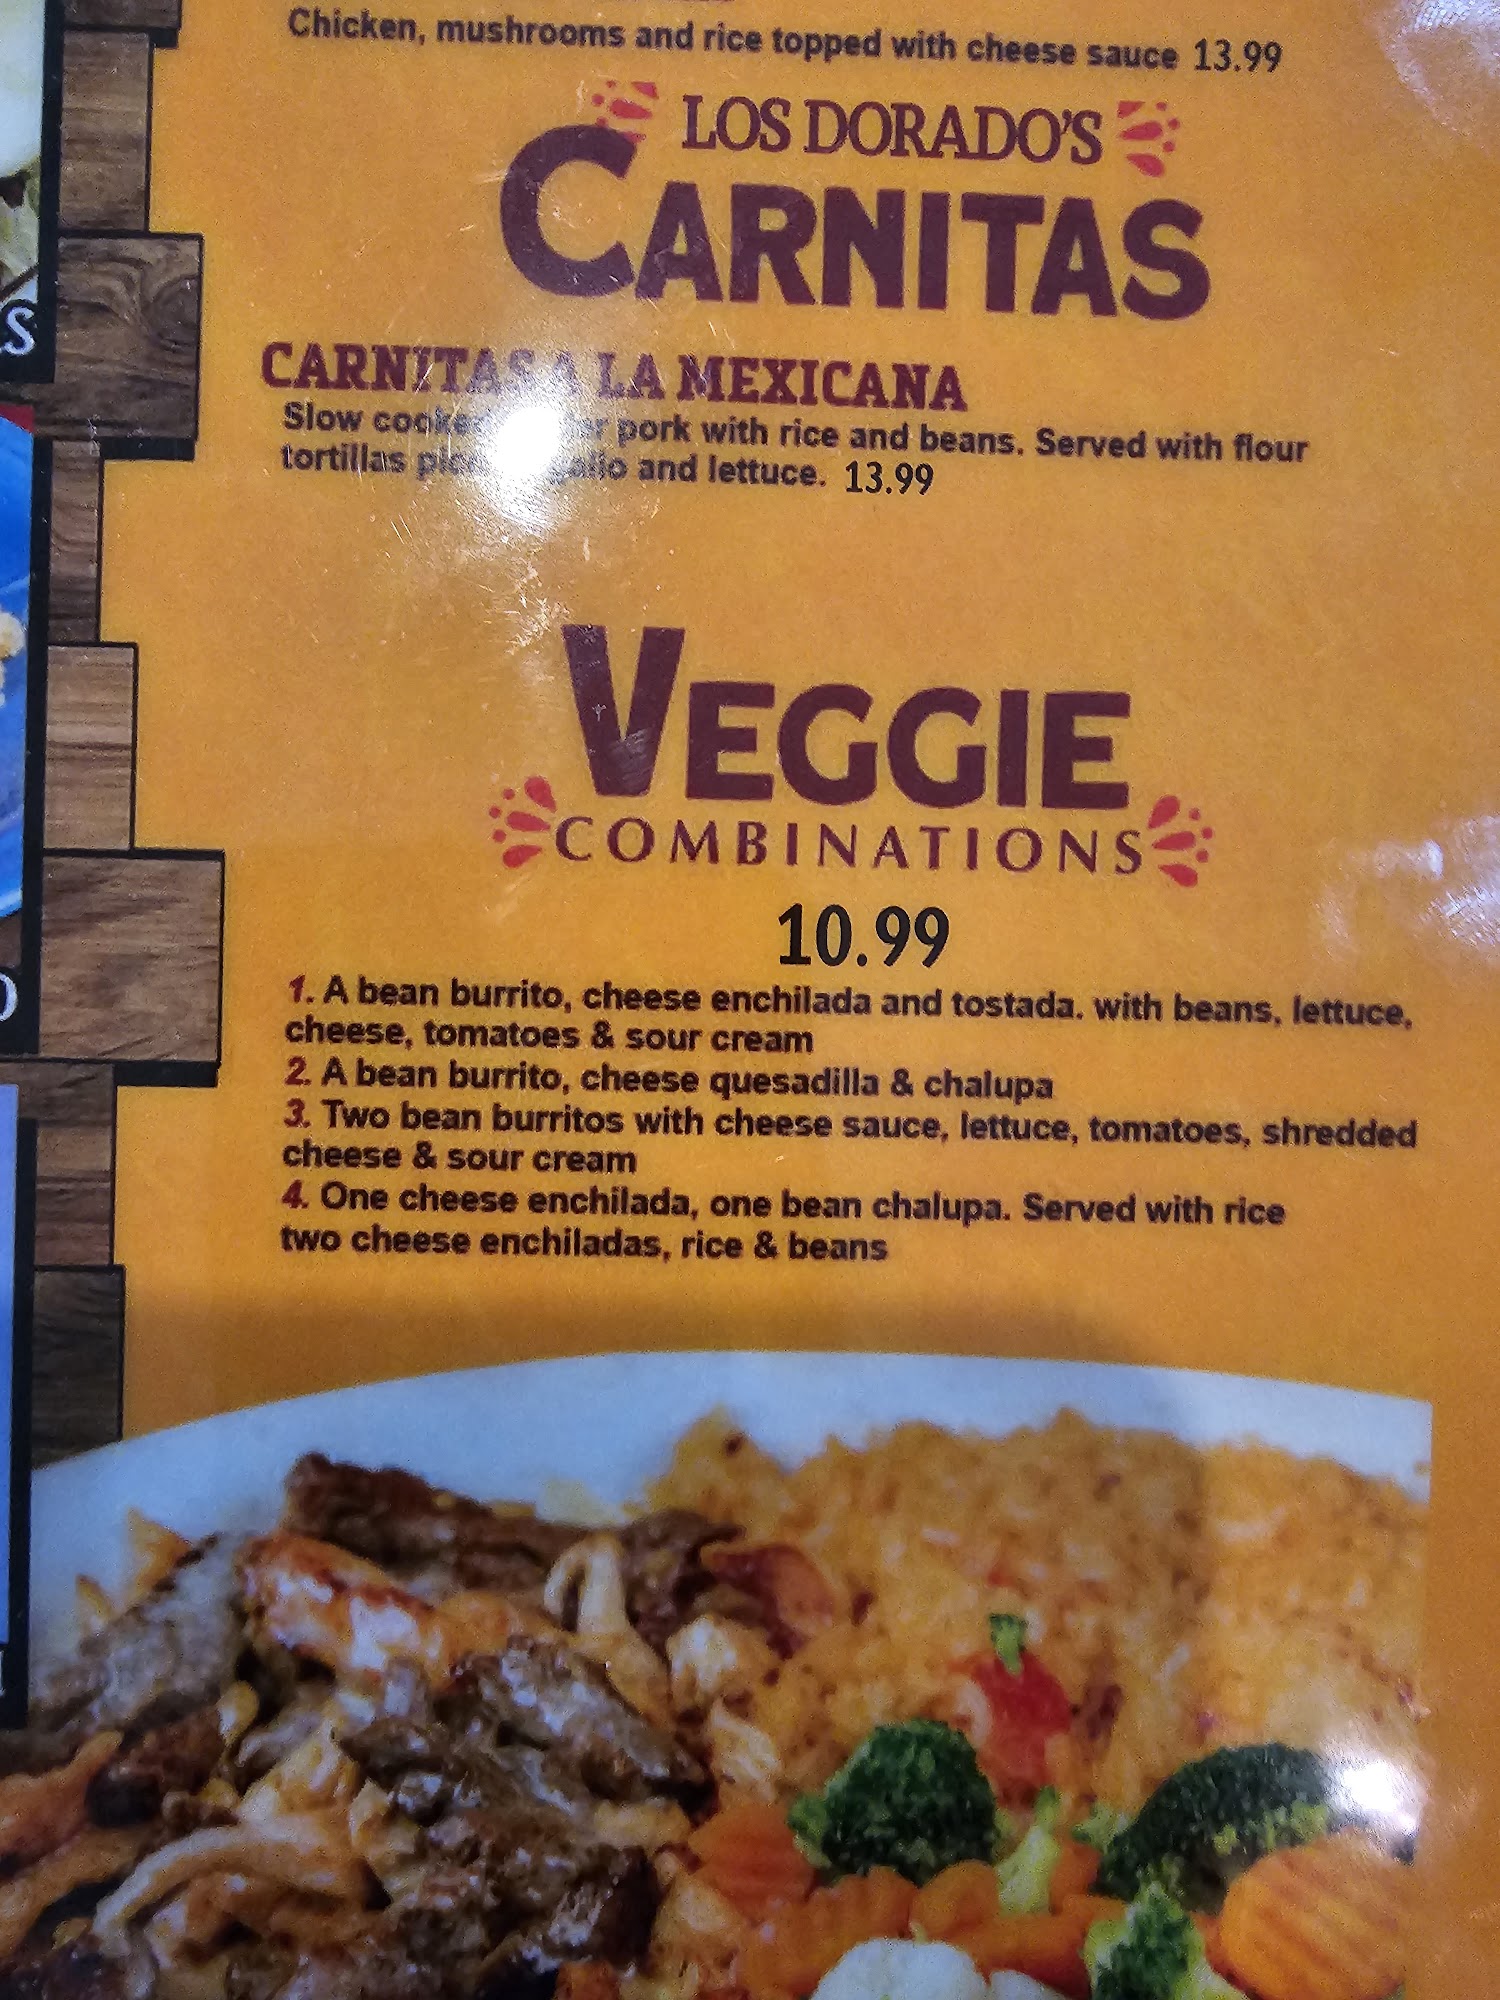 Chicken, mushrooms and rice topped with cheese sauce 13.99
LOS DORADO'S
CARNITAS
CARNITAS A LA MEXICANA
Slow cooked pork with rice and beans. Served with flour
tortillas gallo and lettuce. 13.99
VEGGIE
COMBINATIONS
10.99
1. A bean burrito, cheese enchilada and tostada. with beans, lettuce,
cheese, tomatoes & sour cream
2. A bean burrito, cheese quesadilla & chalupa
3. Two bean burritos with cheese sauce, lettuce, tomatoes, shredded
cheese & sour cream
4. One cheese enchilada, one bean chalupa. Served with rice
two cheese enchiladas, rice & beans